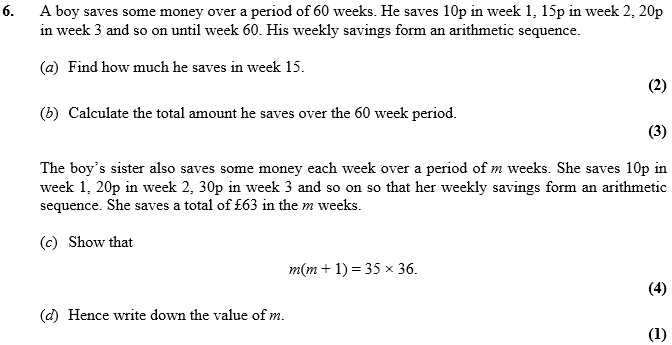 6. A boy saves some money over a period of 60 weeks. He saves 10p in week 1, 15p in week 2, 20p
in week 3 and so on until week 60. His weekly savings form an arithmetic sequence.
(a) Find how much he saves in week 15.
(2)
(b) Calculate the total amount he saves over the 60 week period.
(3)
The boy’s sister also saves some money each week over a period of m weeks. She saves 10p in
week 1, 20p in week 2, 30p in week 3 and so on so that her weekly savings form an arithmetic
sequence. She saves a total of £63 in the m weeks.
(c) Show that
m(m + 1) = 35 × 36.
(4)
(d) Hence write down the value of m.
(1)